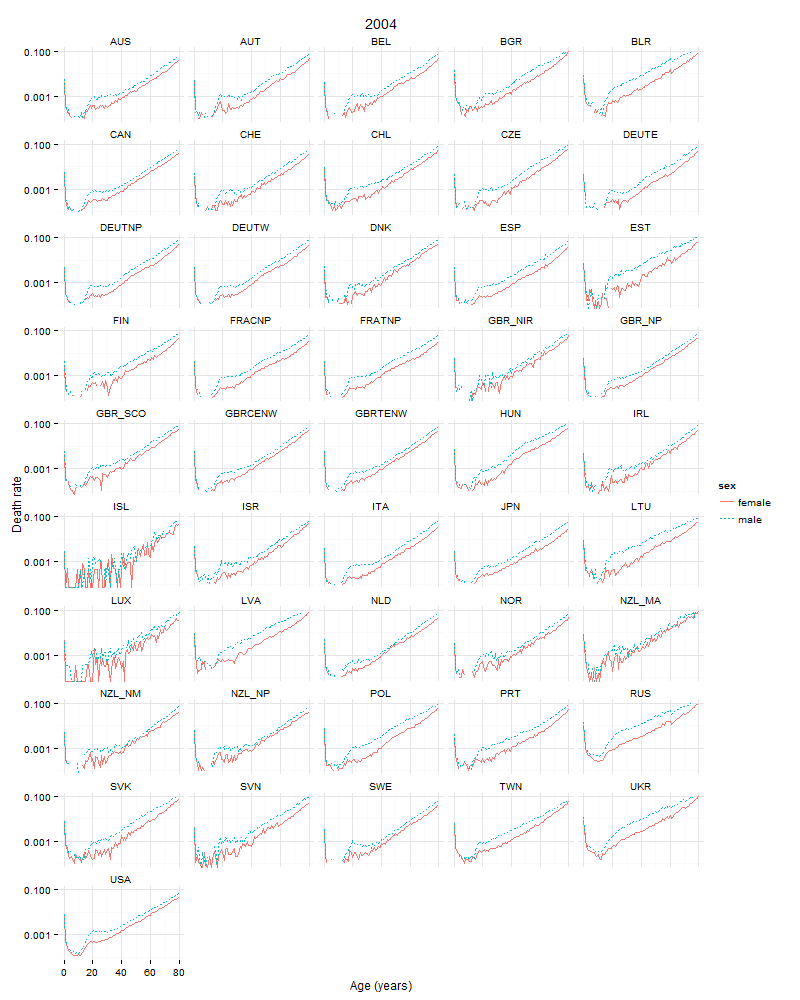 2004
AUS AUT BEL BGR BLR
0.100
0.001
CAN CHE CHL CZE DEUTE
0.100
0.001
DEUTNP DEUTW DNK ESP EST
0.100
0.001
FIN FRACNP FRATNP GBR_NIR GBR_NP
0.100
0.001
GBR_SCO GBRCENW GBRTENW HUN IRL
0.100
0.001
Death rate
sex
female
male
ISL ISR ITA JPN LTU
0.100
0.001
LUX LVA NLD NOR NZL_MA
0.100
0.001
NZL_NM NZL_NP POL PRT RUS
0.100
0.001
SVK SVN SWE TWN UKR
0.100
0.001
USA
0.100
0.001
0 20 40 60 80
Age (years)